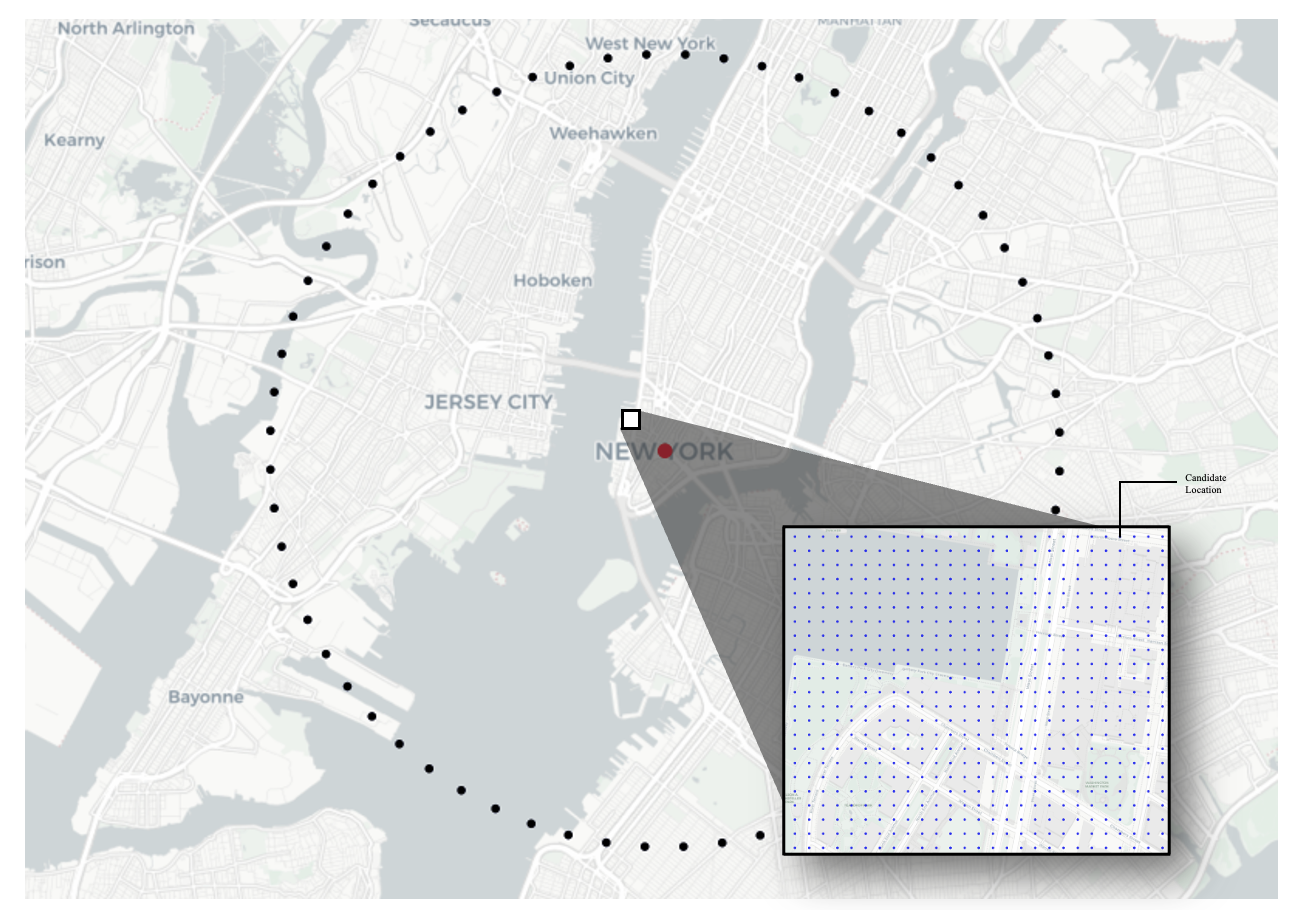 Secaucus
MANHATTAN
North Arlington
West New York
Union City
Weehawken
Kearny
rison
Hoboken
JERSEY CITY
NEW YORK
Candidate
Location
Bayonne